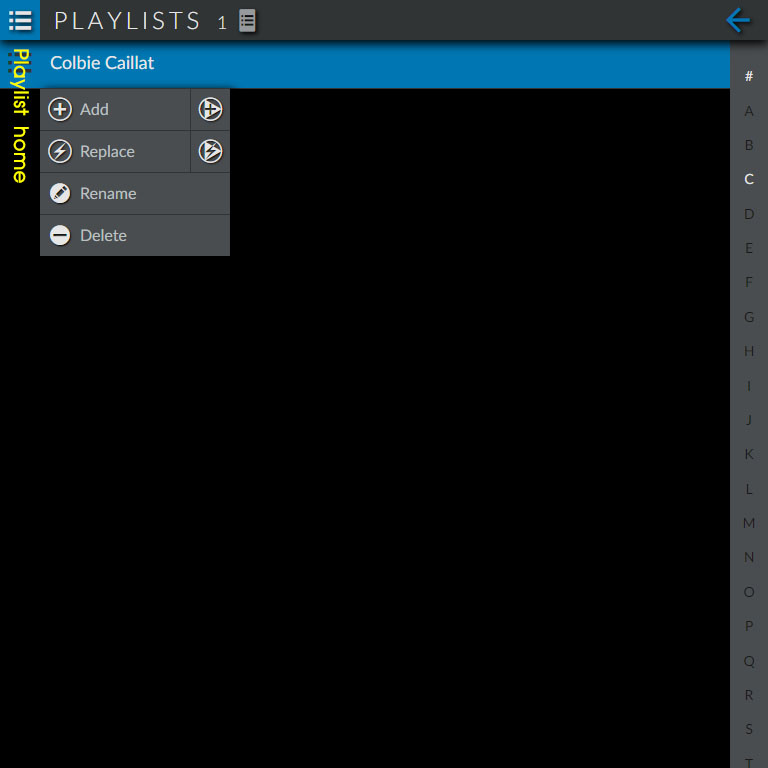 PLAYLISTS 1
Playlist home
Colbie Caillat
Add
Replace
Rename
Delete
#
A
B
C
D
E
F
G
H
I
J
K
L
M
N
O
P
Q
R
S
T